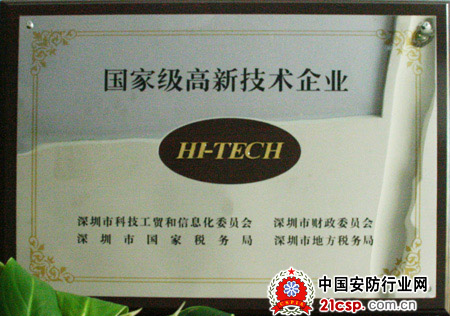 国家级高新技术企业
HI-TECH
深圳市科技工贸和信息化委员会 深圳市财政委员会
深圳市国家税务局 深圳市地方税务局
中国安防行业网
21csp.com.cn